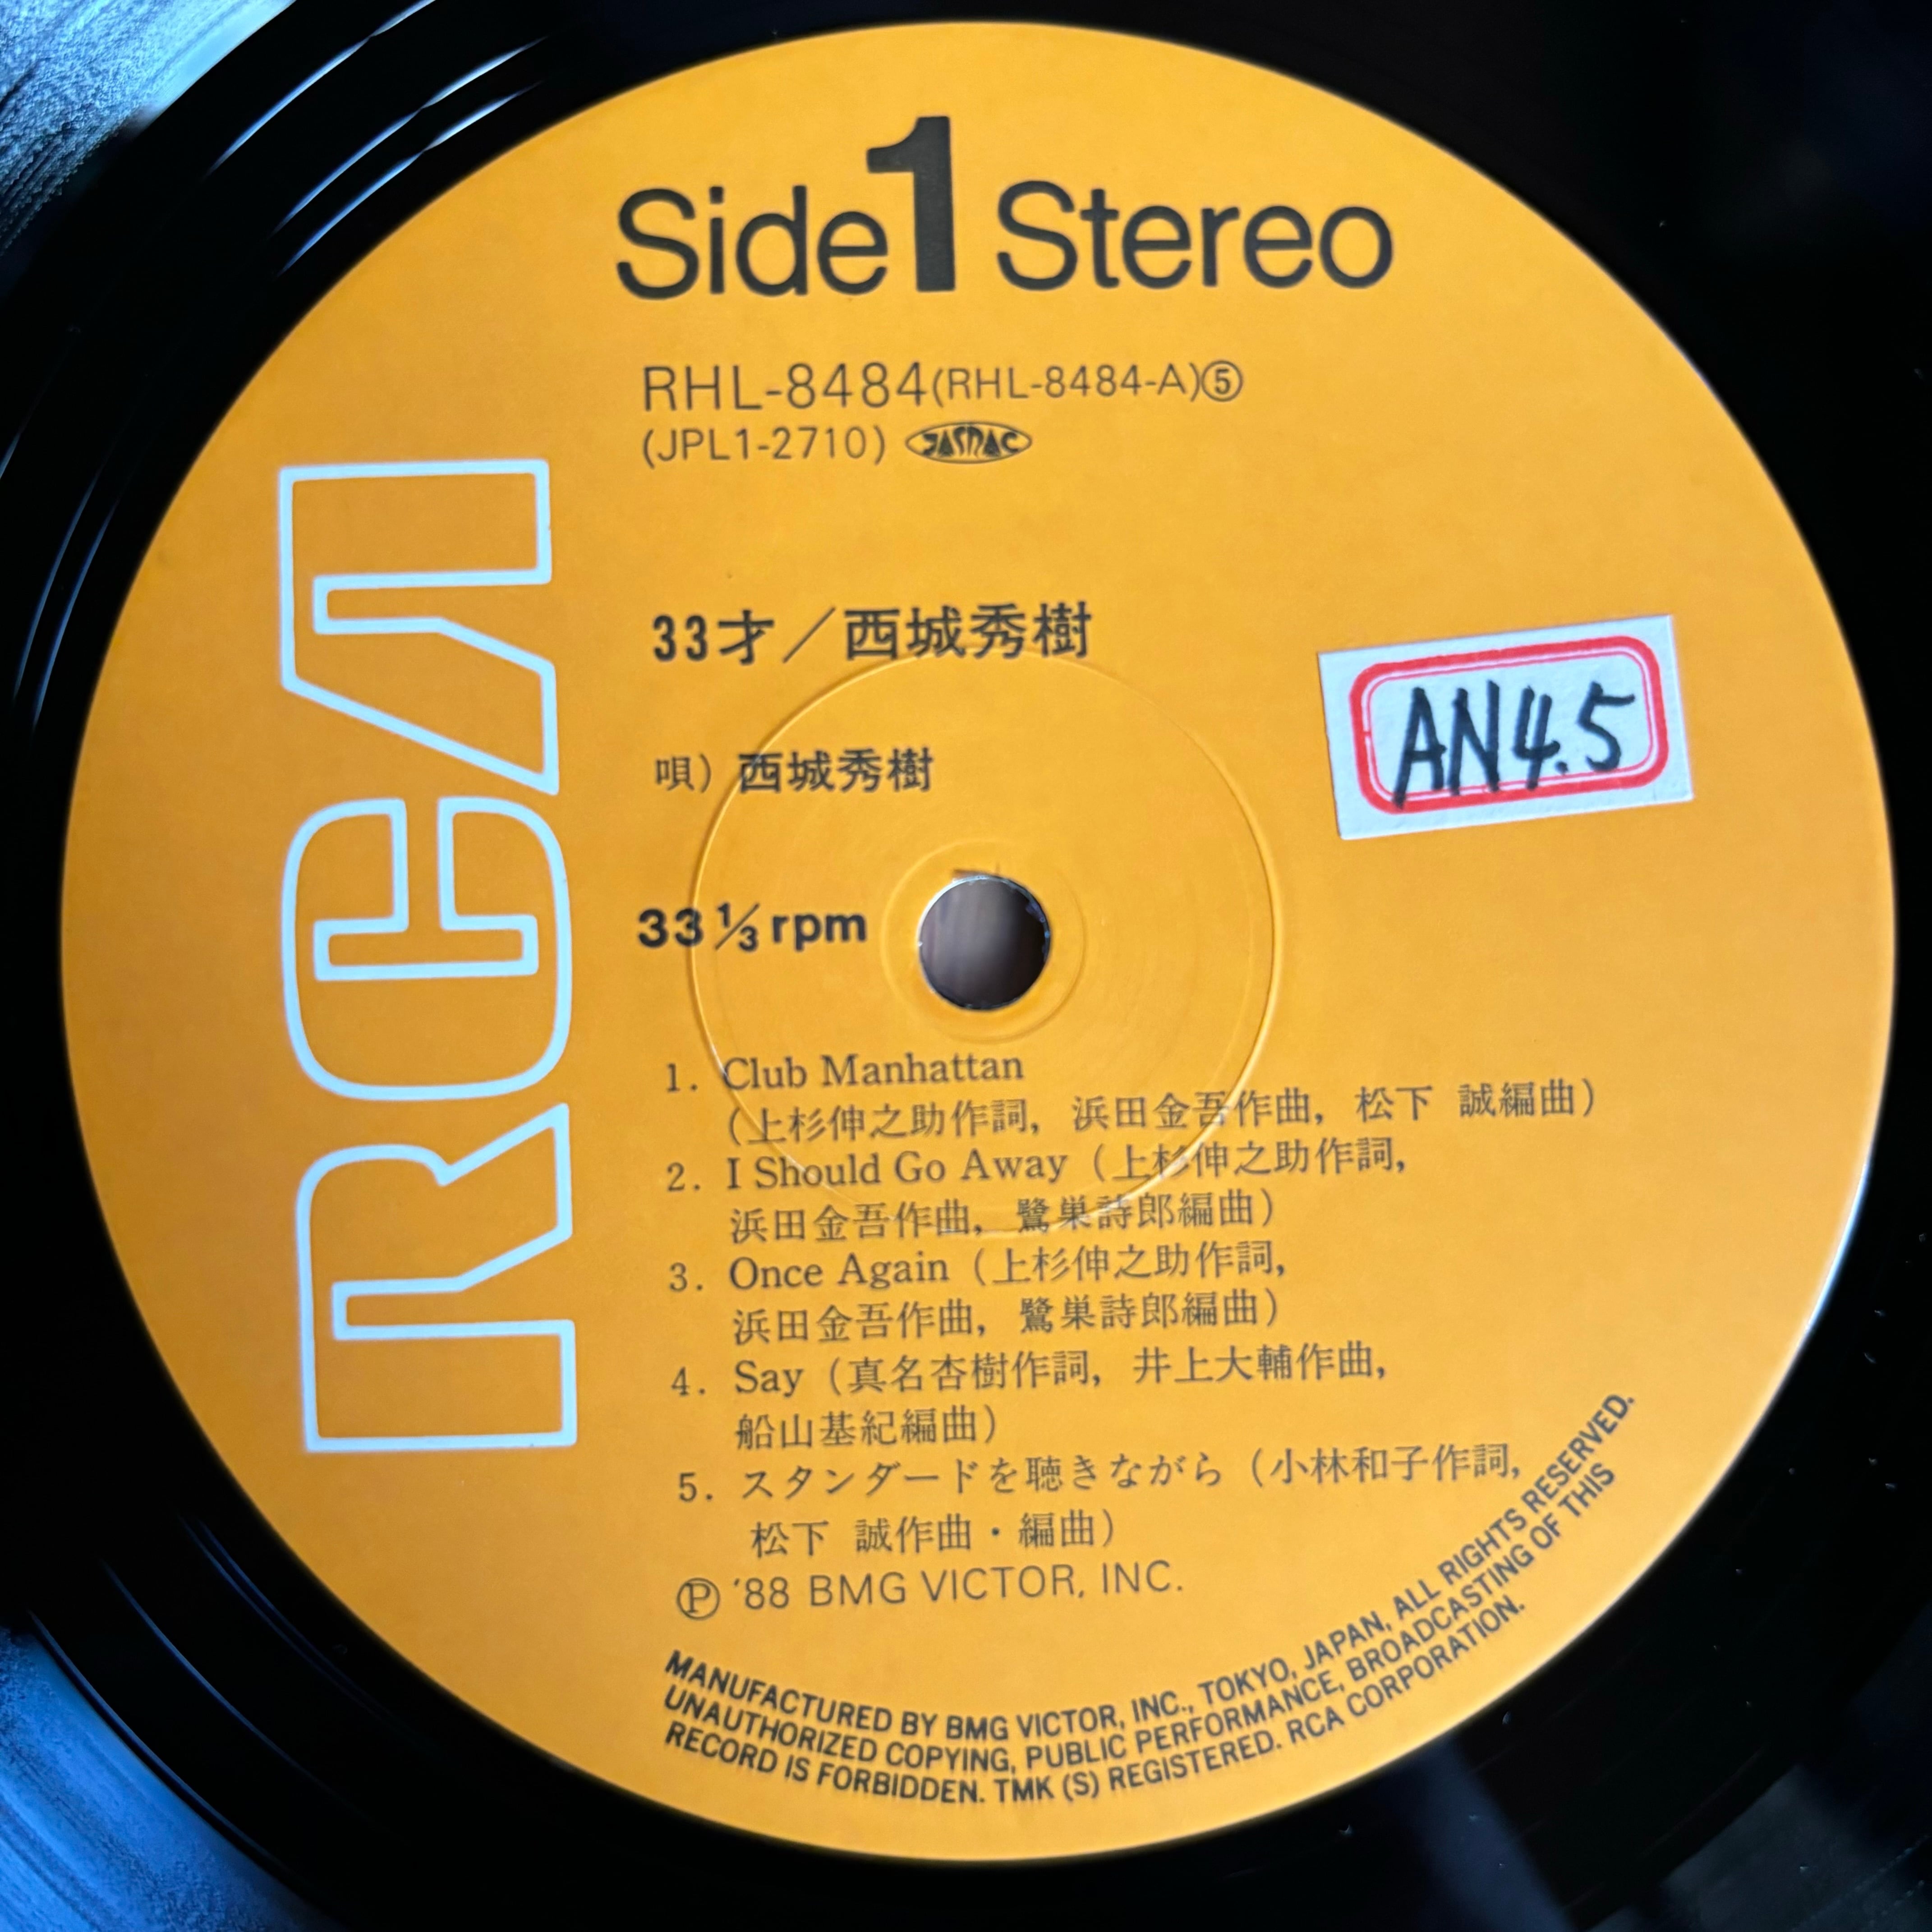 Side 1 Stereo
RHL-8484(RHL-8484-A)⑤
(JPL1-2710) JASRAC
RCA
33才／西城秀樹
AN4.5
唄）西城秀樹
33⅓rpm
1. Club Manhattan
(上杉伸之助作詞, 浜田金吾作曲, 松下 誠編曲)
2. I Should Go Away (上杉伸之助作詞,
浜田金吾作曲, 鷺巣詩郎編曲)
3. Once Again (上杉伸之助作詞,
浜田金吾作曲, 鷺巣詩郎編曲)
4. Say (真名杏樹作詞, 井上大輔作曲,
船山基紀編曲)
5. スタンダードを聴きながら (小林和子作詞,
松下 誠作曲・編曲)
Ⓟ '88 BMG VICTOR, INC.
MANUFACTURED BY BMG VICTOR, INC., TOKYO, JAPAN, ALL RIGHTS RESERVED.
UNAUTHORIZED COPYING, PUBLIC PERFORMANCE, BROADCASTING OF THIS
RECORD IS FORBIDDEN. TMK (S) REGISTERED. RCA CORPORATION.